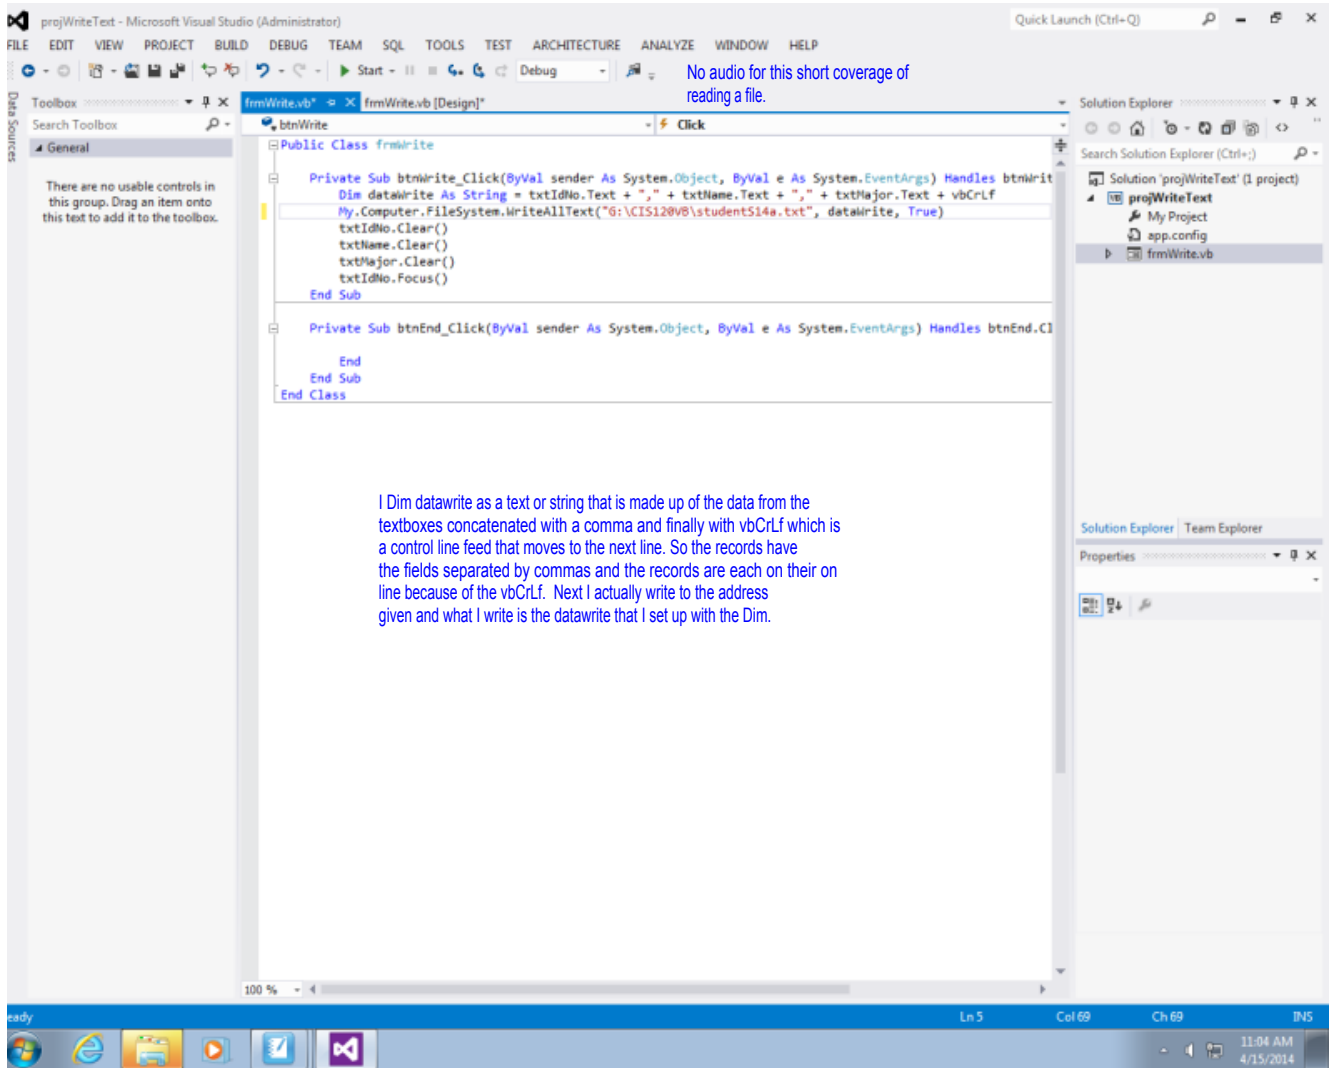 projWriteText - Microsoft Visual Studio (Administrator)
Quick Launch (Ctrl+Q)
FILE EDIT VIEW PROJECT BUILD DEBUG TEAM SQL TOOLS TEST ARCHITECTURE ANALYZE WINDOW HELP
Start
Debug
No audio for this short coverage of
reading a file.
Data Sources
Toolbox
Search Toolbox
General
There are no usable controls in
this group. Drag an item onto
this text to add it to the toolbox.
frmWrite.vb*
frmWrite.vb [Design]*
btnWrite
Click
Public Class frmWrite
Private Sub btnWrite_Click(ByVal sender As System.Object, ByVal e As System.EventArgs) Handles btnWrit
Dim dataWrite As String = txtIdNo.Text + "," + txtName.Text + "," + txtMajor.Text + vbCrLf
My.Computer.FileSystem.WriteAllText("G:\CIS120VB\studentS14a.txt", dataWrite, True)
txtIdNo.Clear()
txtName.Clear()
txtMajor.Clear()
txtIdNo.Focus()
End Sub
Private Sub btnEnd_Click(ByVal sender As System.Object, ByVal e As System.EventArgs) Handles btnEnd.Cl
End
End Sub
End Class
I Dim datawrite as a text or string that is made up of the data from the
textboxes concatenated with a comma and finally with vbCrLf which is
a control line feed that moves to the next line. So the records have
the fields separated by commas and the records are each on their on
line because of the vbCrLf. Next I actually write to the address
given and what I write is the datawrite that I set up with the Dim.
100 %
Solution Explorer
Search Solution Explorer (Ctrl+;)
Solution 'projWriteText' (1 project)
projWriteText
My Project
app.config
frmWrite.vb
Solution Explorer Team Explorer
Properties
eady
Ln 5
Col 69
Ch 69
INS
11:04 AM
4/15/2014